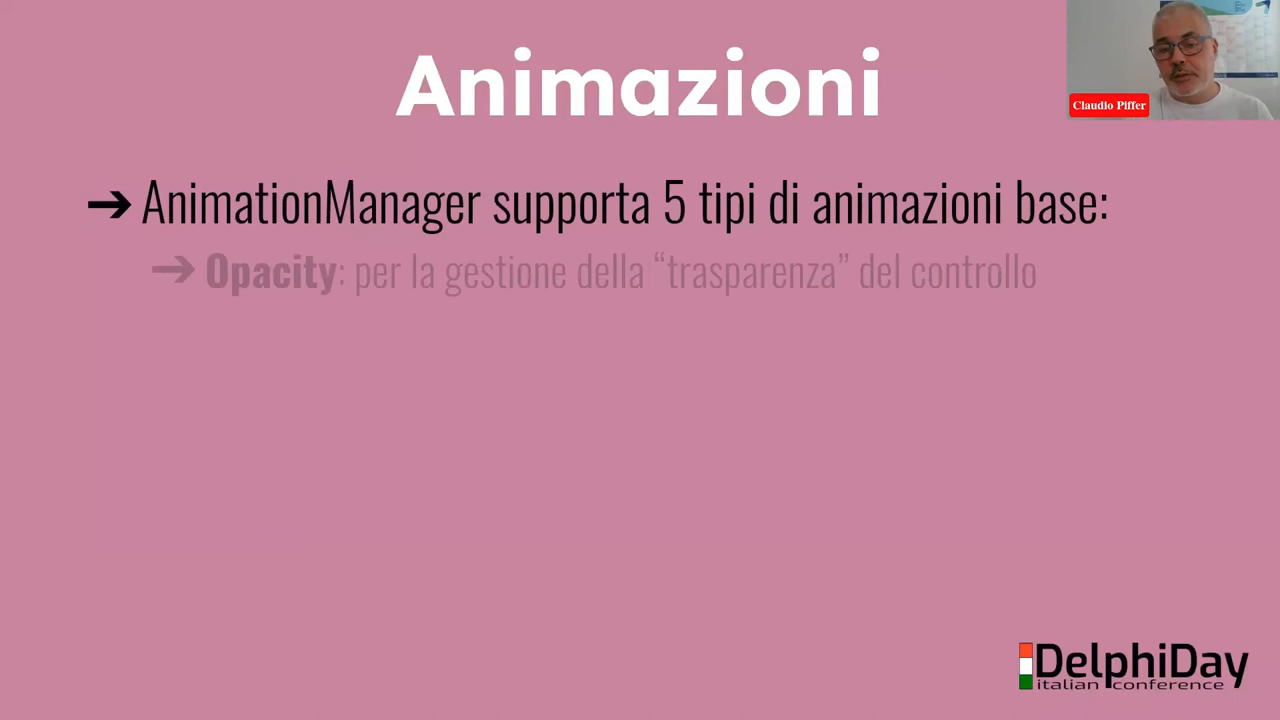 Animazioni
Claudio Piffer
➔ AnimationManager supporta 5 tipi di animazioni base:
➔ Opacity: per la gestione della “trasparenza” del controllo
DelphiDay
italian conference